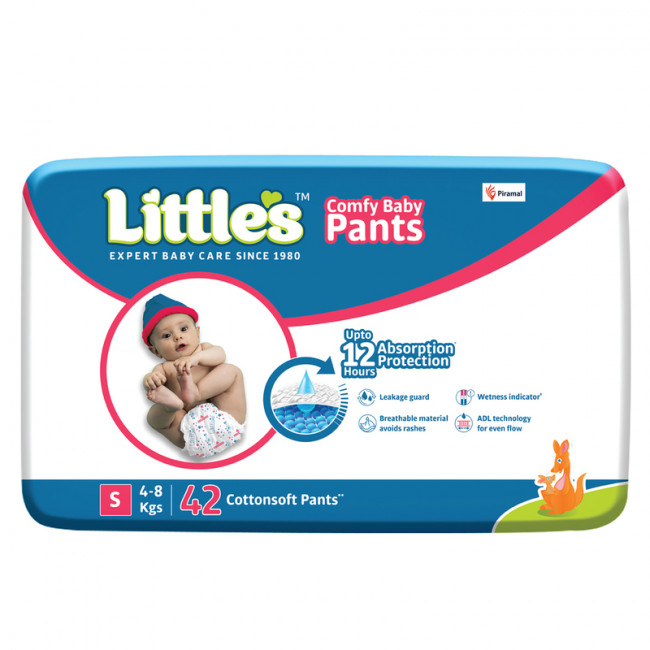 Little's™
EXPERT BABY CARE SINCE 1980
Comfy Baby
Pants
Piramal
Upto
12
Hours
Absorption*
Protection
Leakage guard
Wetness indicator*
Breathable material
avoids rashes
ADL technology
for even flow
S
4-8
Kgs
42
Cottonsoft Pants**